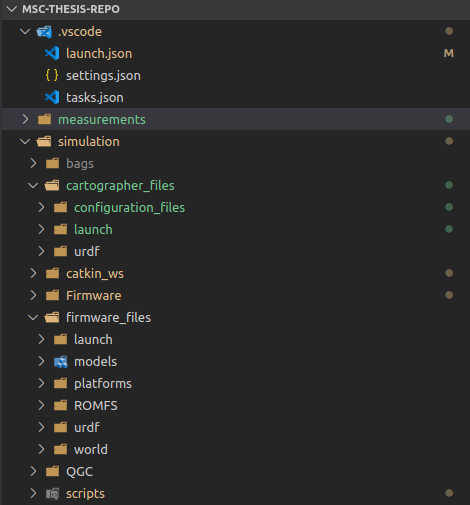 MSC-THESIS-REPO
.vscode
launch.json M
{ } settings.json
tasks.json
measurements
simulation
bags
cartographer_files
configuration_files
launch
urdf
catkin_ws
Firmware
firmware_files
launch
models
platforms
ROMFS
urdf
world
QGC
scripts